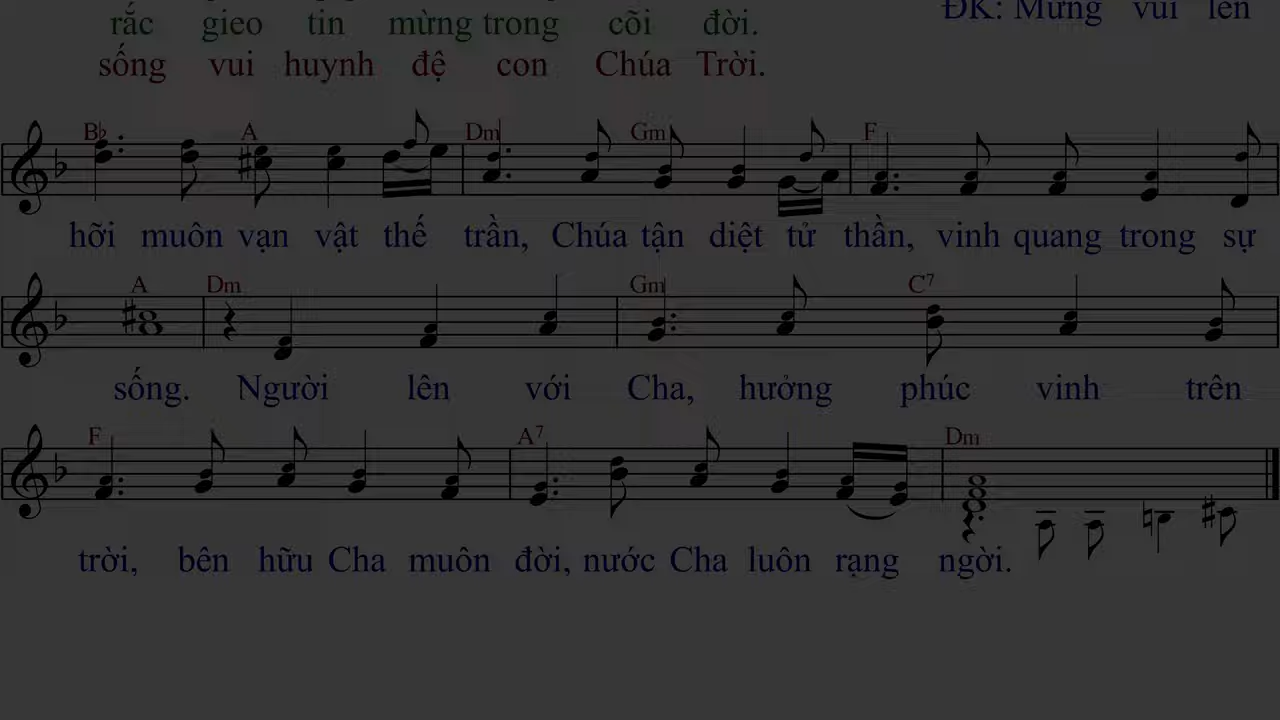 ĐK: Mừng vui lên
rắc gieo tin mừng trong cõi đời.
sống vui huynh đệ con Chúa Trời.
B♭ A Dm Gm F
hỡi muôn vạn vật thế trần, Chúa tận diệt tử thần, vinh quang trong sự
A Dm Gm C7
sống. Người lên với Cha, hưởng phúc vinh trên
F A7 Dm
trời, bên hữu Cha muôn đời, nước Cha luôn rạng ngời.